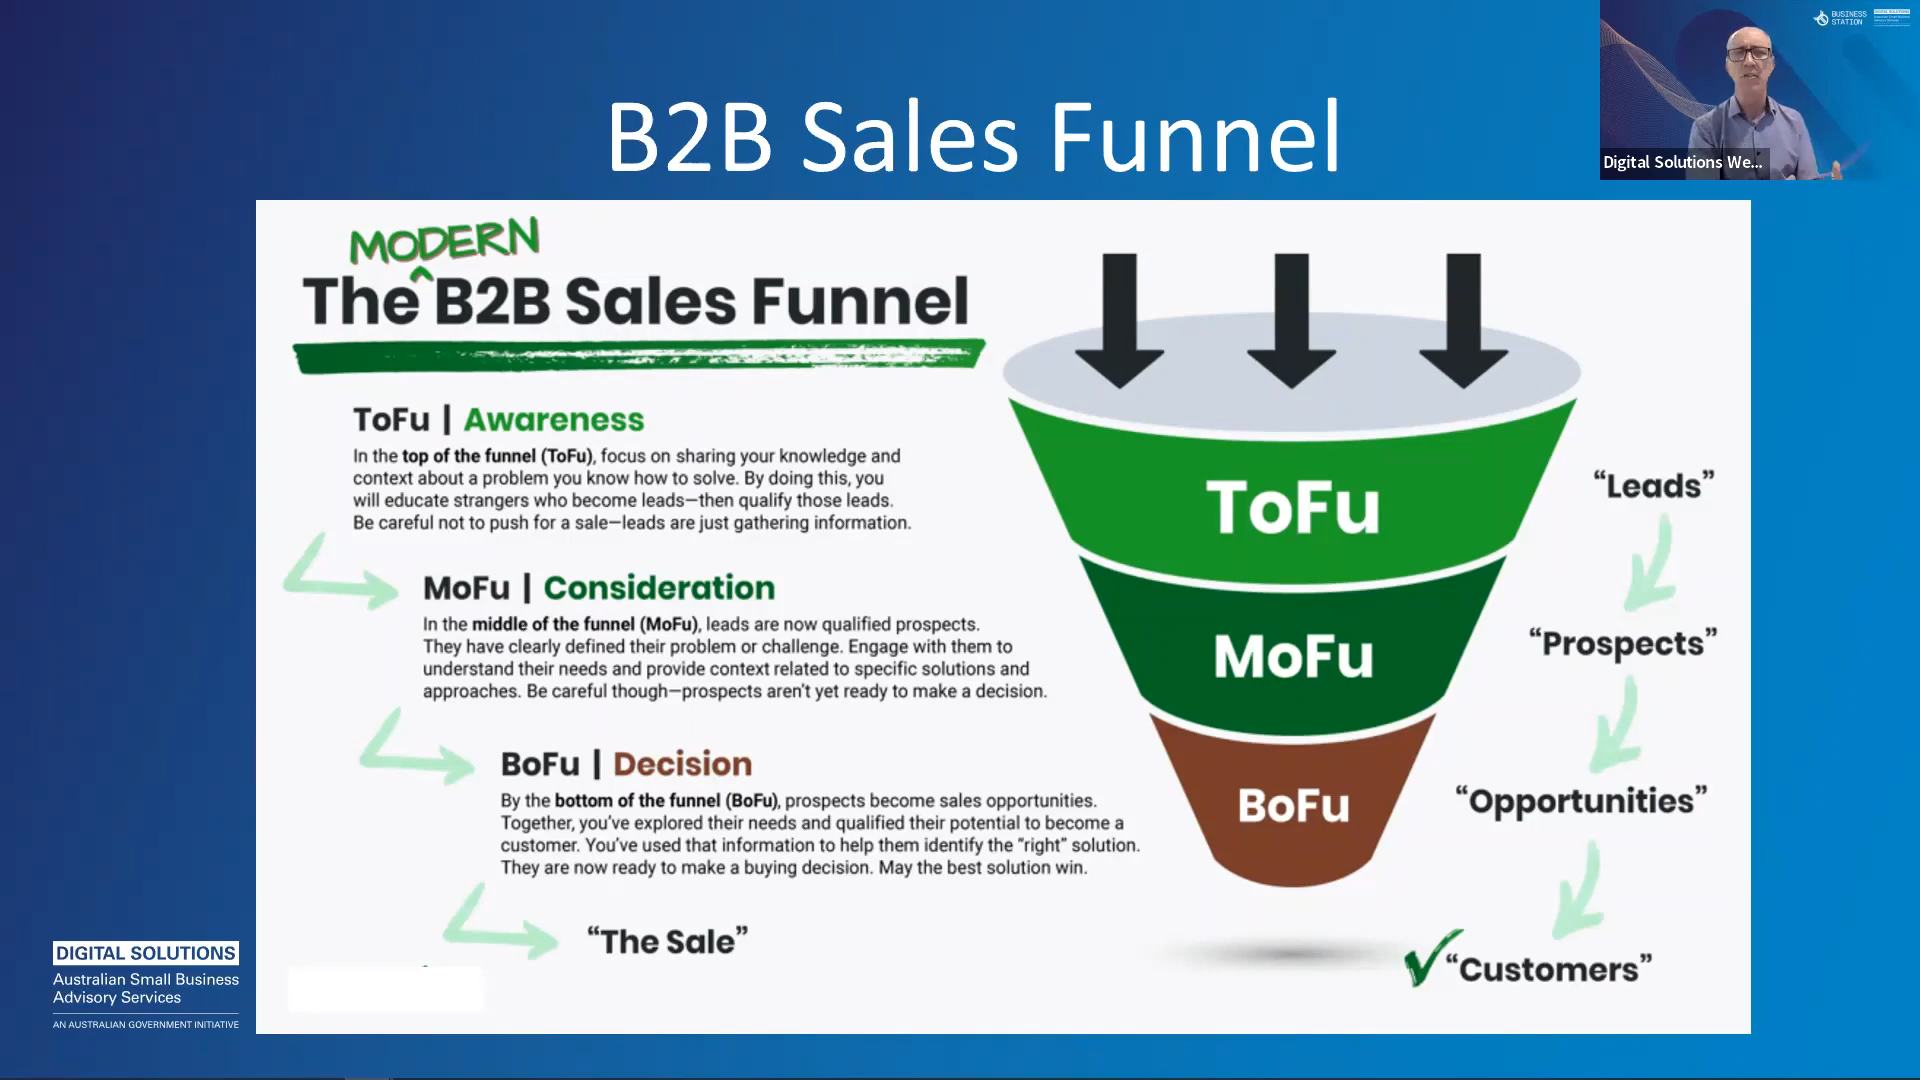 BUSINESS
STATION
B2B Sales Funnel
Digital Solutions We...
MODERN
The B2B Sales Funnel
ToFu | Awareness
In the top of the funnel (ToFu), focus on sharing your knowledge and
context about a problem you know how to solve. By doing this, you
will educate strangers who become leads—then qualify those leads.
Be careful not to push for a sale—leads are just gathering information.
MoFu | Consideration
In the middle of the funnel (MoFu), leads are now qualified prospects.
They have clearly defined their problem or challenge. Engage with them to
understand their needs and provide context related to specific solutions and
approaches. Be careful though—prospects aren't yet ready to make a decision.
BoFu | Decision
By the bottom of the funnel (BoFu), prospects become sales opportunities.
Together, you've explored their needs and qualified their potential to become a
customer. You've used that information to help them identify the “right” solution.
They are now ready to make a buying decision. May the best solution win.
“The Sale”
ToFu
MoFu
BoFu
“Leads”
“Prospects”
“Opportunities”
“Customers”
DIGITAL SOLUTIONS
Australian Small Business
Advisory Services
AN AUSTRALIAN GOVERNMENT INITIATIVE